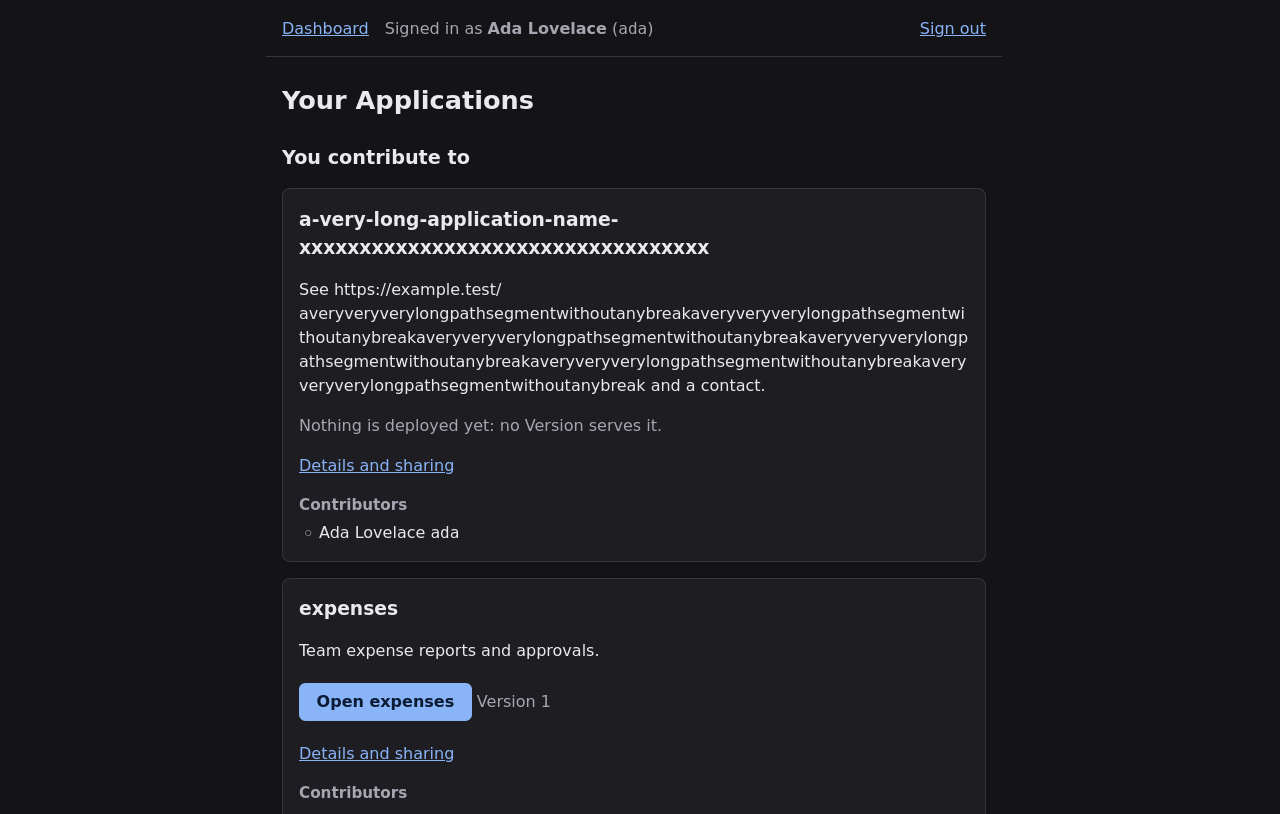 Dashboard Signed in as Ada Lovelace (ada) Sign out
Your Applications
You contribute to
a-very-long-application-name-
xxxxxxxxxxxxxxxxxxxxxxxxxxxxxxxxxx
See https://example.test/
averyveryverylongpathsegmentwithoutanybreakaveryveryverylongpathsegmentwi
thoutanybreakaveryveryverylongpathsegmentwithoutanybreakaveryveryverylongp
athsegmentwithoutanybreakaveryveryverylongpathsegmentwithoutanybreakavery
veryverylongpathsegmentwithoutanybreak and a contact.
Nothing is deployed yet: no Version serves it.
Details and sharing
Contributors
Ada Lovelace ada
expenses
Team expense reports and approvals.
Open expenses Version 1
Details and sharing
Contributors